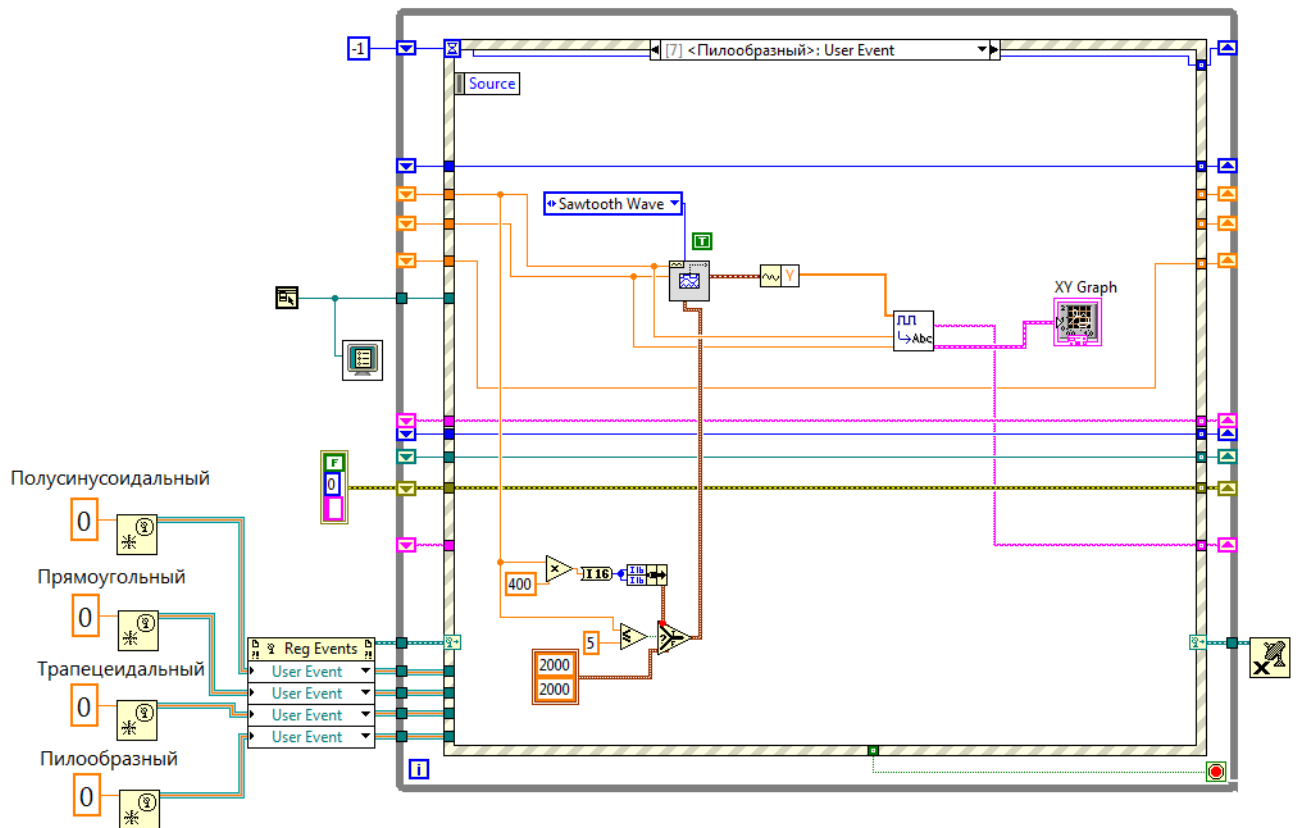 -1
[7] <Пилообразный>: User Event
Source
Sawtooth Wave
T
Y
XY Graph
Abc
F
0
Полусинусоидальный
0
Прямоугольный
0
Reg Events
User Event
User Event
User Event
User Event
Трапецеидальный
0
Пилообразный
0
400
I16
5
2000
2000
i